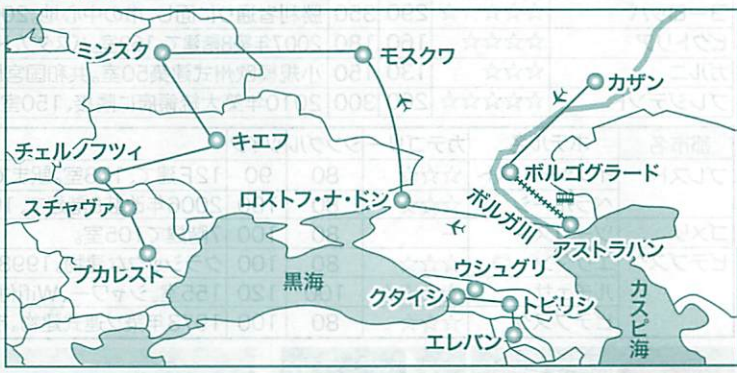 ミンスク
モスクワ
カザン
キエフ
チェルノフツィ
ボルゴグラード
スチャヴァ
ロストフ・ナ・ドン
ボルガ川
アストラハン
ブカレスト
黒海
ウシュグリ
クタイシ
トビリシ
エレバン
カスピ海